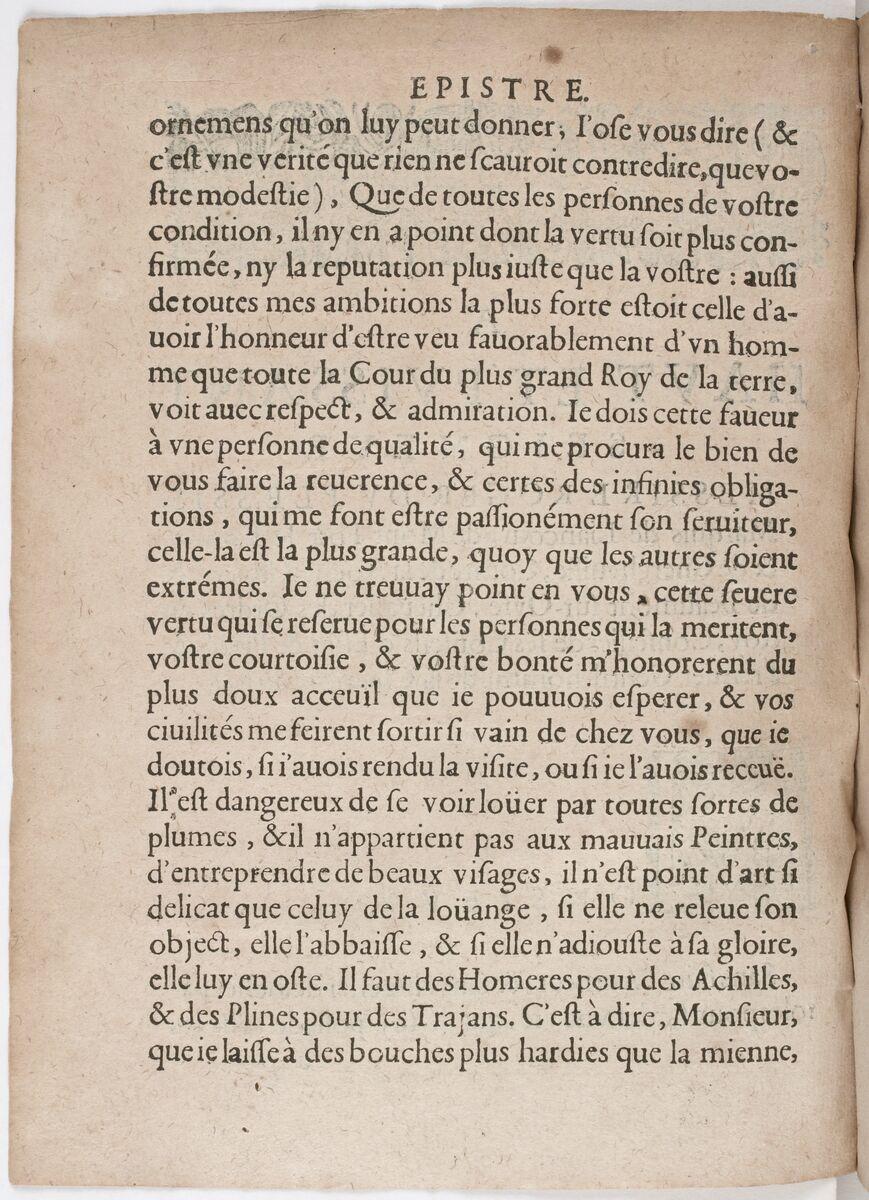 EPISTRE.
ornemens qu'on luy peut donner, I'oſe vous dire ( &
c'eſt vne verité que rien ne ſcauroit contredire, que vo-
ſtre modeſtie ), Que de toutes les perſonnes de voſtre
condition, il ny en a point dont la vertu ſoit plus con-
firmée, ny la reputation plus iuſte que la voſtre : auſſi
de toutes mes ambitions la plus forte eſtoit celle d'a-
uoir l'honneur d'eſtre veu fauorablement d'vn hom-
me que toute la Cour du plus grand Roy de la terre,
voit auec reſpect, & admiration. Ie dois cette faueur
à vne perſonne de qualité, qui me procura le bien de
vous faire la reuerence, & certes des infinies obliga-
tions, qui me font eſtre paſſionément ſon ſeruiteur,
celle-la eſt la plus grande, quoy que les autres ſoient
extrémes. Ie ne treuuay point en vous, cette ſeuere
vertu qui ſe reſerue pour les perſonnes qui la meritent,
voſtre courtoiſie, & voſtre bonté m'honorerent du
plus doux acceuïl que ie pouuuois eſperer, & vos
ciuilités me feirent ſortir ſi vain de chez vous, que ie
doutois, ſi i'auois rendu la viſite, ou ſi ie l'auois receuë.
Il eſt dangereux de ſe voir loüer par toutes ſortes de
plumes, & il n'appartient pas aux mauuais Peintres,
d'entreprendre de beaux viſages, il n'eſt point d'art ſi
delicat que celuy de la loüange, ſi elle ne releue ſon
object, elle l'abbaiſſe, & ſi elle n'adiouſte à ſa gloire,
elle luy en oſte. Il faut des Homeres pour des Achilles,
& des Plines pour des Trajans. C'eſt à dire, Monſieur,
que ie laiſſe à des bouches plus hardies que la mienne,